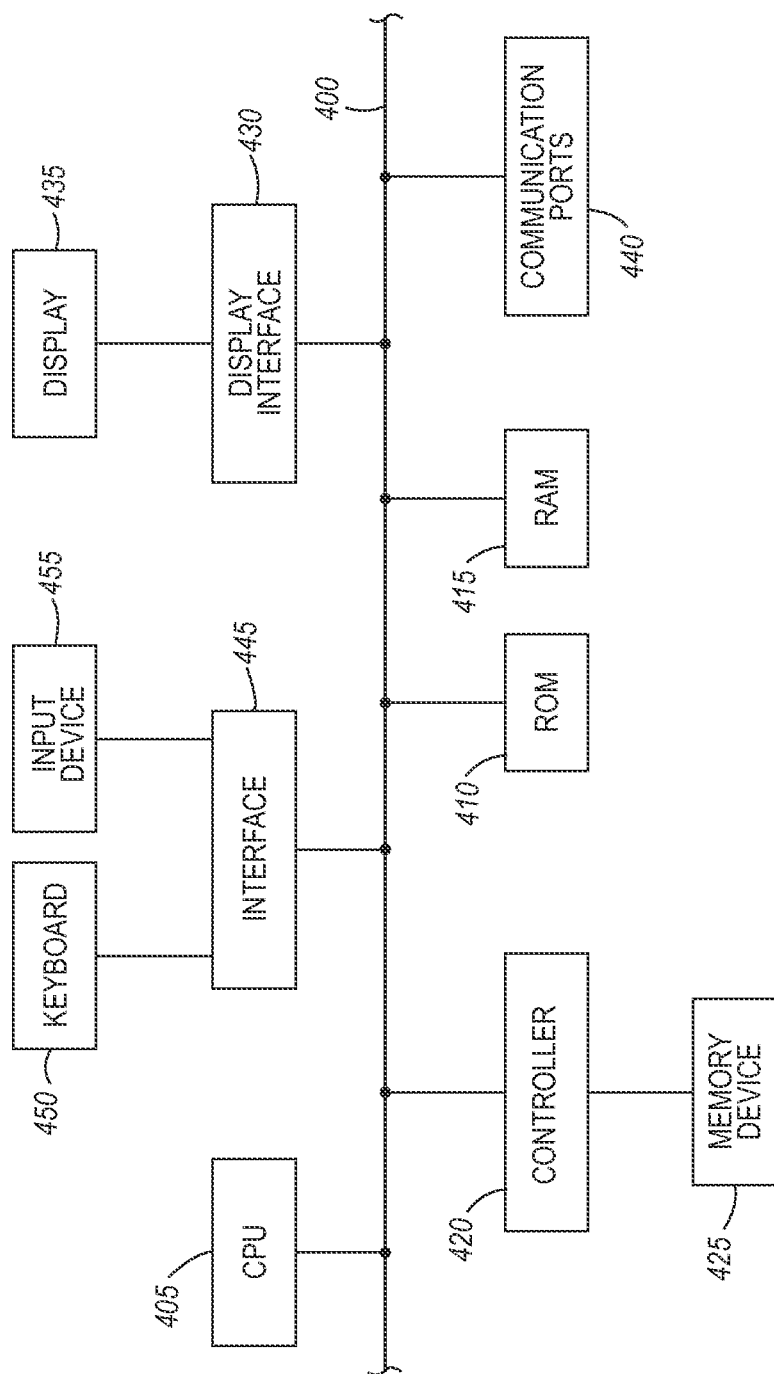 450
KEYBOARD
INPUT
DEVICE
455
435
DISPLAY
405
CPU
INTERFACE
445
DISPLAY
INTERFACE
430
400
420
CONTROLLER
410
ROM
415
RAM
COMMUNICATION
PORTS
440
425
MEMORY
DEVICE